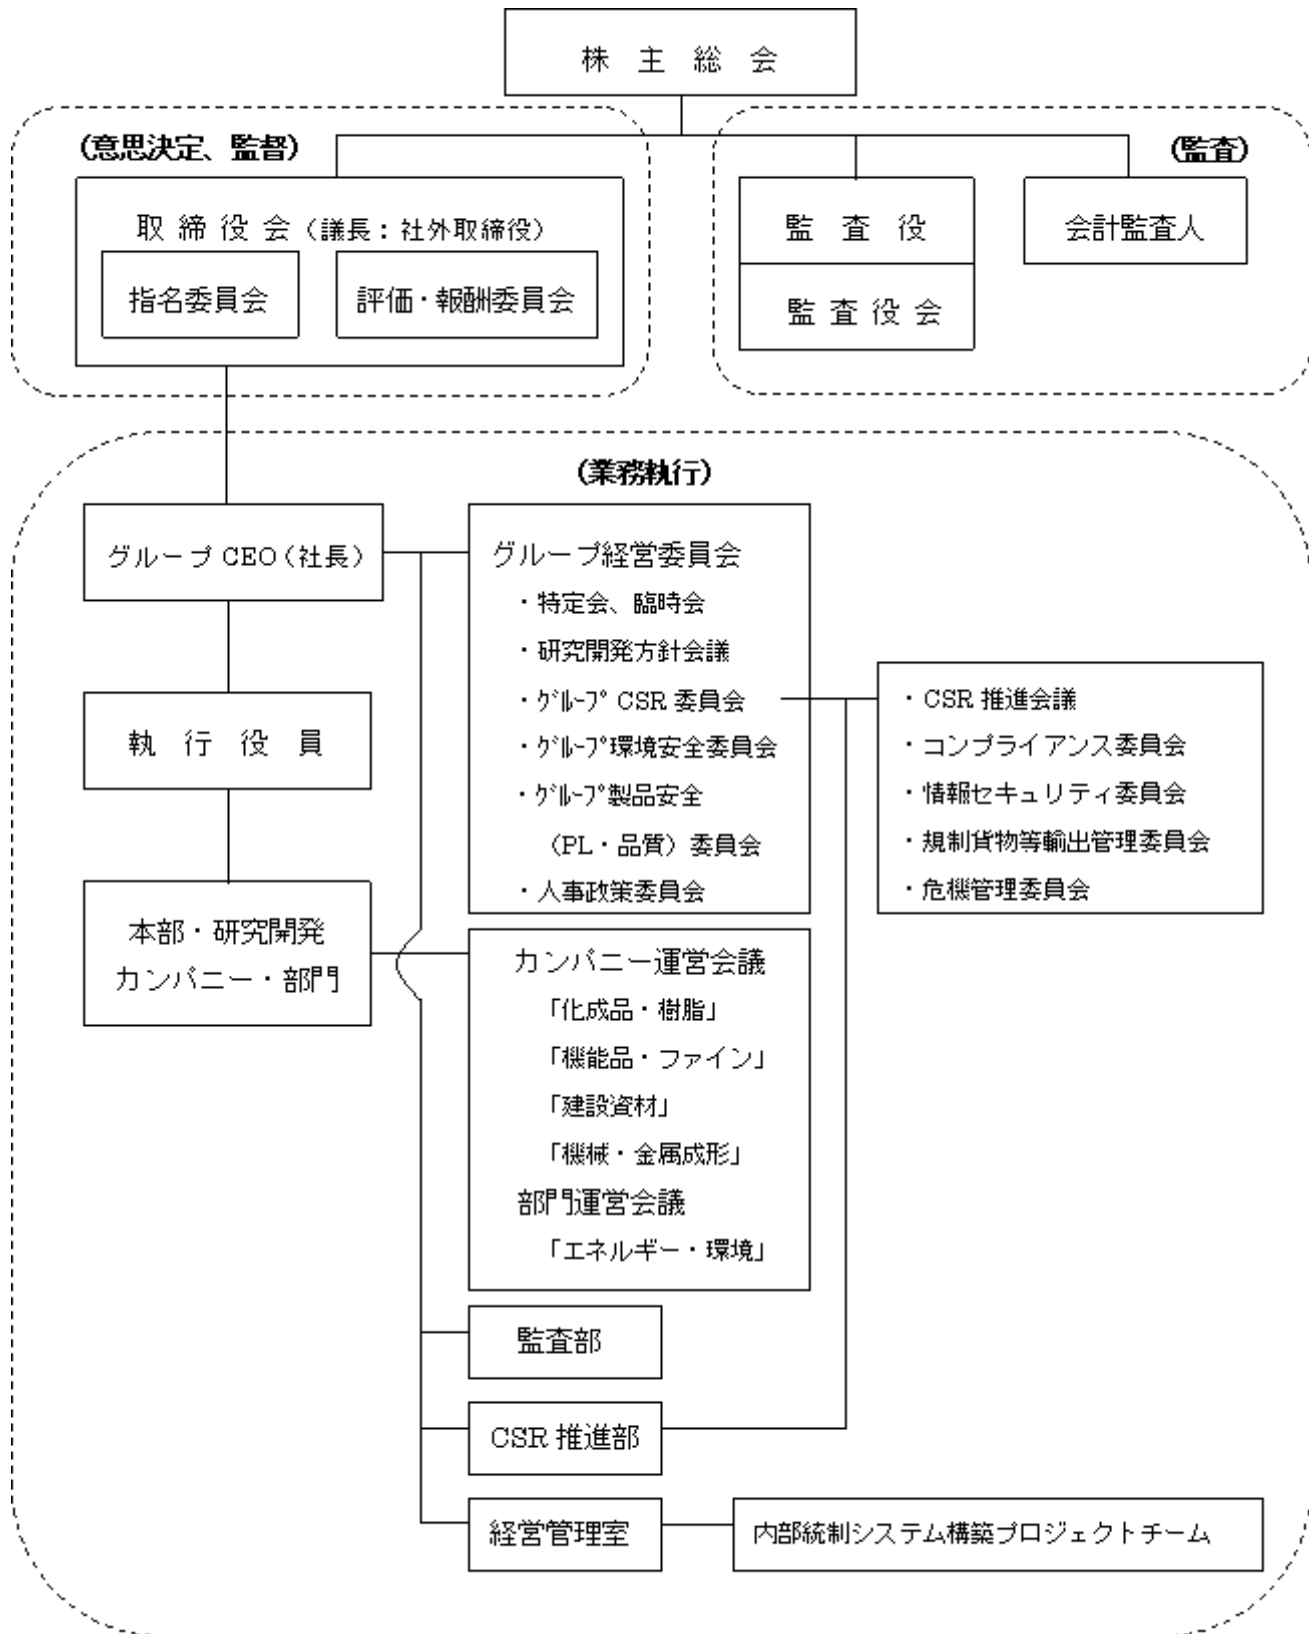 株主総会
(意思決定、監督)
(監査)
取締役会(議長：社外取締役)
指名委員会
評価・報酬委員会
監査役
監査役会
会計監査人
(業務執行)
グループCEO(社長)
執行役員
本部・研究開発
カンパニー・部門
グループ経営委員会
・特定会、臨時会
・研究開発方針会議
・ｸﾞﾙｰﾌﾟCSR委員会
・ｸﾞﾙｰﾌﾟ環境安全委員会
・ｸﾞﾙｰﾌﾟ製品安全
(PL・品質)委員会
・人事政策委員会
・CSR推進会議
・コンプライアンス委員会
・情報セキュリティ委員会
・規制貨物等輸出管理委員会
・危機管理委員会
カンパニー運営会議
「化成品・樹脂」
「機能品・ファイン」
「建設資材」
「機械・金属成形」
部門運営会議
「エネルギー・環境」
監査部
CSR推進部
経営管理室
内部統制システム構築プロジェクトチーム